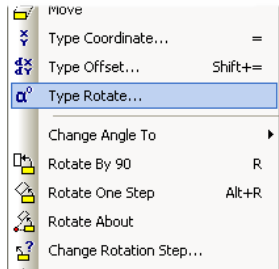 Move
Type Coordinate... =
Type Offset... Shift+=
α° Type Rotate...
Change Angle To
Rotate By 90 R
Rotate One Step Alt+R
Rotate About
Change Rotation Step...